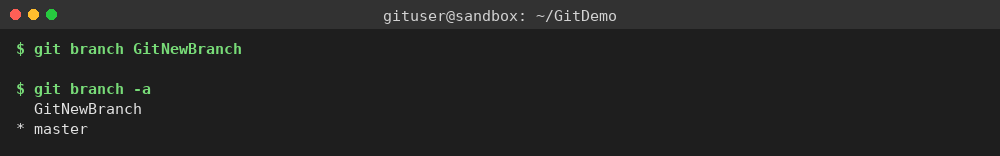 gituser@sandbox: ~/GitDemo
$ git branch GitNewBranch
$ git branch -a
  GitNewBranch
* master